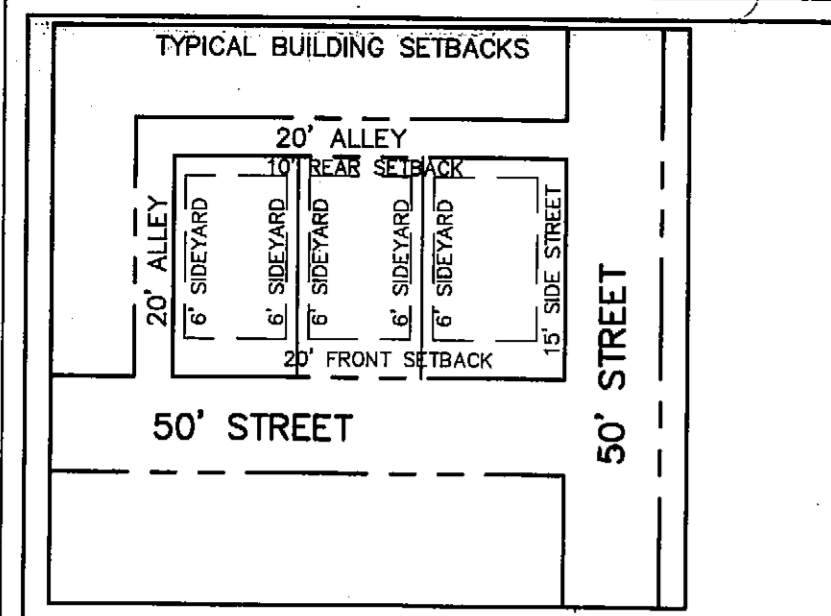 TYPICAL BUILDING SETBACKS
20' ALLEY
10' REAR SETBACK
20' ALLEY
6' SIDEYARD
6' SIDEYARD
6' SIDEYARD
6' SIDEYARD
6' SIDEYARD
15' SIDE STREET
20' FRONT SETBACK
50' STREET
50' STREET